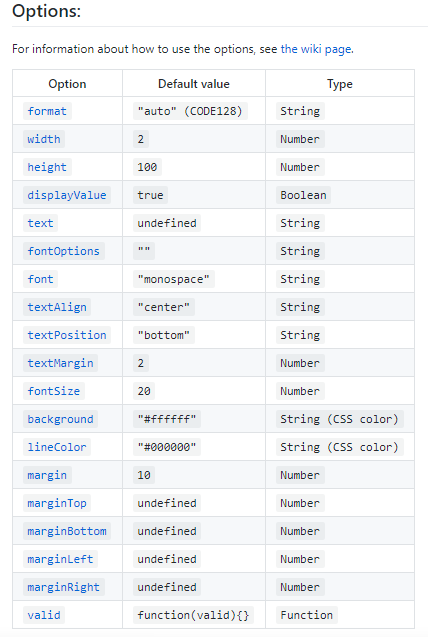 Options:
For information about how to use the options, see the wiki page.
Option Default value Type
format "auto" (CODE128) String
width 2 Number
height 100 Number
displayValue true Boolean
text undefined String
fontOptions "" String
font "monospace" String
textAlign "center" String
textPosition "bottom" String
textMargin 2 Number
fontSize 20 Number
background "#ffffff" String (CSS color)
lineColor "#000000" String (CSS color)
margin 10 Number
marginTop undefined Number
marginBottom undefined Number
marginLeft undefined Number
marginRight undefined Number
valid function(valid){} Function